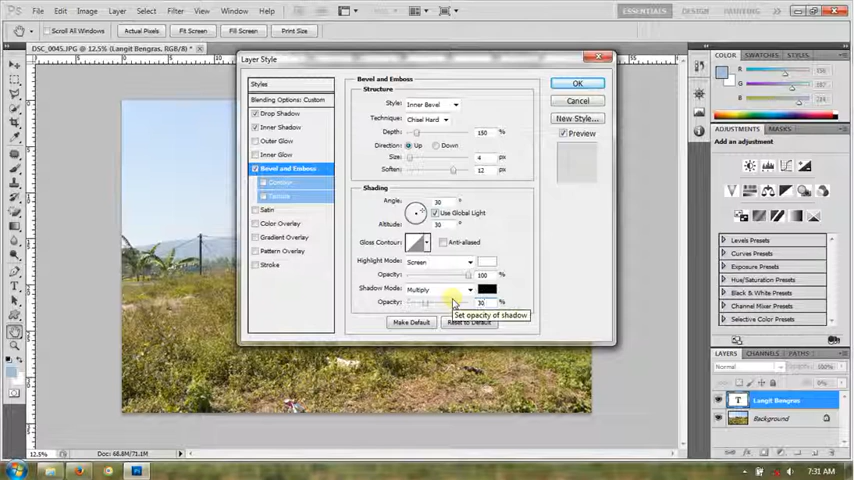 Ps
File Edit Image Layer Select Filter View Window Help
ESSENTIALS DESIGN PAINTING
Scroll All Windows Actual Pixels Fit Screen Fill Screen Print Size
DSC_0045.JPG @ 12.5% (Langit Bengras, RGB/8) *
Layer Style
Styles
Blending Options: Custom
Drop Shadow
Inner Shadow
Outer Glow
Inner Glow
Bevel and Emboss
Contour
Texture
Satin
Color Overlay
Gradient Overlay
Pattern Overlay
Stroke
Bevel and Emboss
Structure
Style: Inner Bevel
Technique: Chisel Hard
Depth: 150 %
Direction: Up Down
Size: 4 px
Soften: 12 px
Shading
Angle: 30 °
Use Global Light
Altitude: 30 °
Gloss Contour: Anti-aliased
Highlight Mode: Screen
Opacity: 100 %
Shadow Mode: Multiply
Opacity: 30 %
Set opacity of shadow
Make Default Reset to Default
OK
Cancel
New Style...
Preview
COLOR SWATCHES STYLES
R 156
G
B
ADJUSTMENTS MASKS
Add an adjustment
Levels Presets
Curves Presets
Exposure Presets
Hue/Saturation Presets
Black & White Presets
Channel Mixer Presets
Selective Color Presets
LAYERS CHANNELS PATHS
Normal Opacity: 100%
Lock: Fill: 0%
T Langit Bengras
Background
12.5% Doc: 66.8M/71.1M
7:31 AM